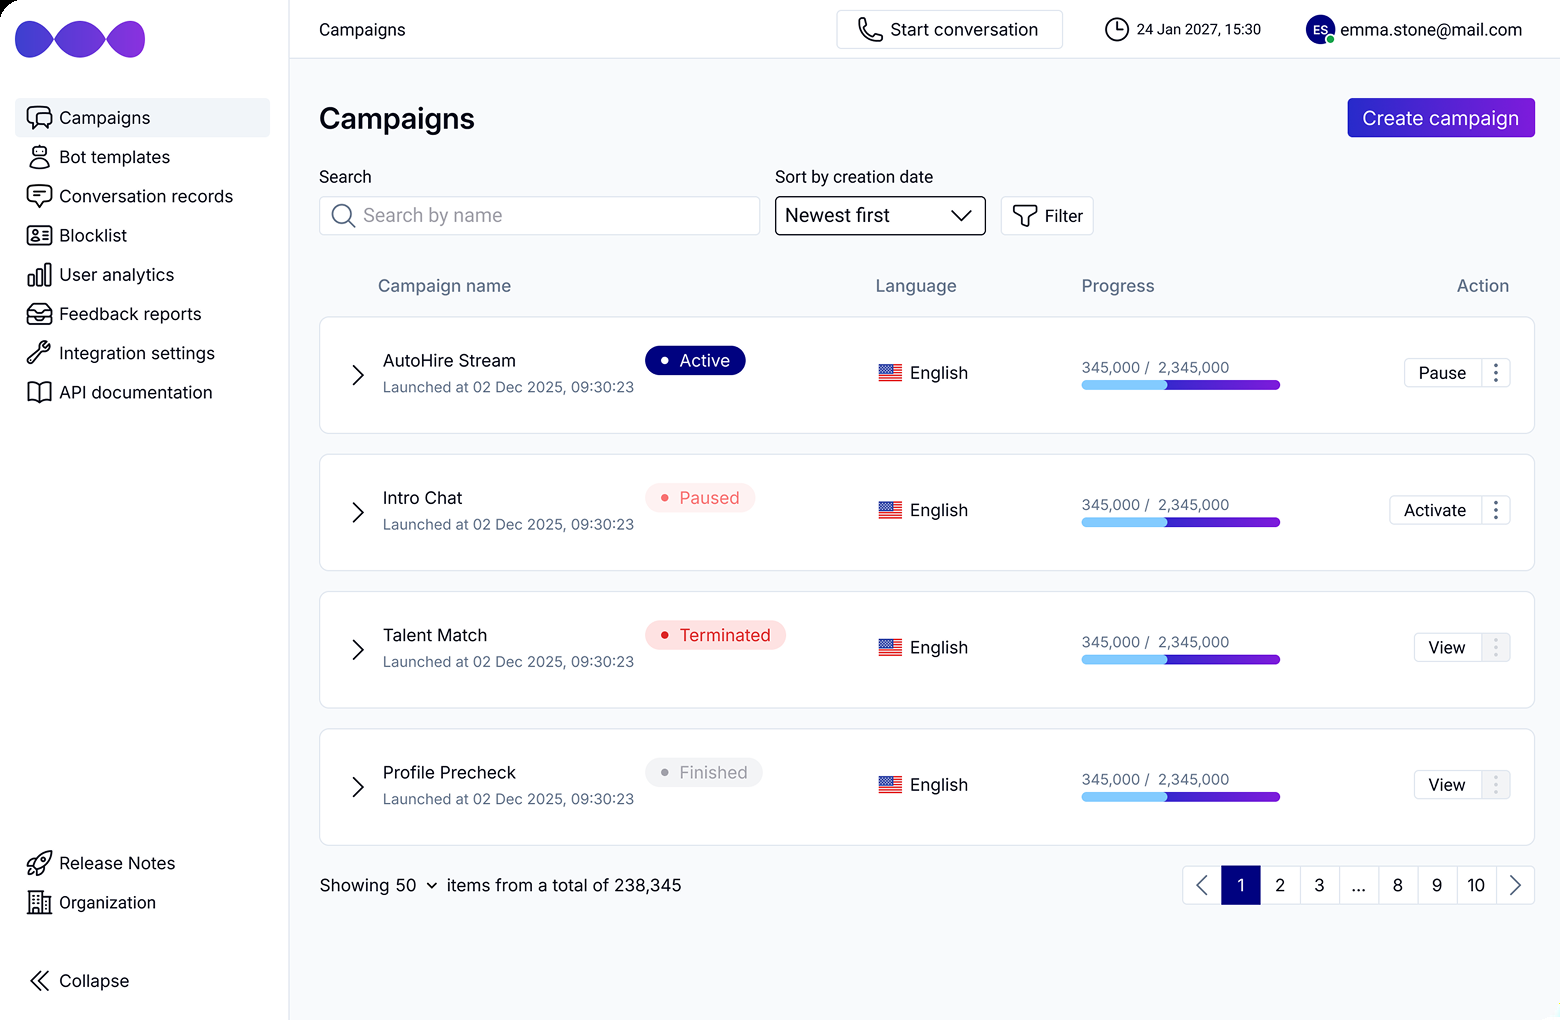 Campaigns
Start conversation
24 Jan 2027, 15:30
ES
emma.stone@mail.com
Campaigns
Bot templates
Conversation records
Blocklist
User analytics
Feedback reports
Integration settings
API documentation
Release Notes
Organization
Collapse
Campaigns
Create campaign
Search
Search by name
Sort by creation date
Newest first
Filter
Campaign name
Language
Progress
Action
AutoHire Stream
Launched at 02 Dec 2025, 09:30:23
Active
English
345,000 / 2,345,000
Pause
Intro Chat
Launched at 02 Dec 2025, 09:30:23
Paused
English
345,000 / 2,345,000
Activate
Talent Match
Launched at 02 Dec 2025, 09:30:23
Terminated
English
345,000 / 2,345,000
View
Profile Precheck
Launched at 02 Dec 2025, 09:30:23
Finished
English
345,000 / 2,345,000
View
Showing 50 items from a total of 238,345
1 2 3 ... 8 9 10